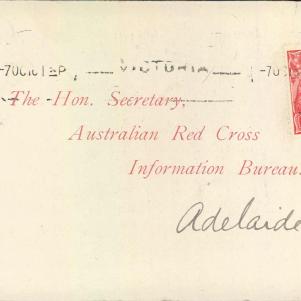 VICTORIA
The Hon. Secretary,
Australian Red Cross
Information Bureau.
Adelaide